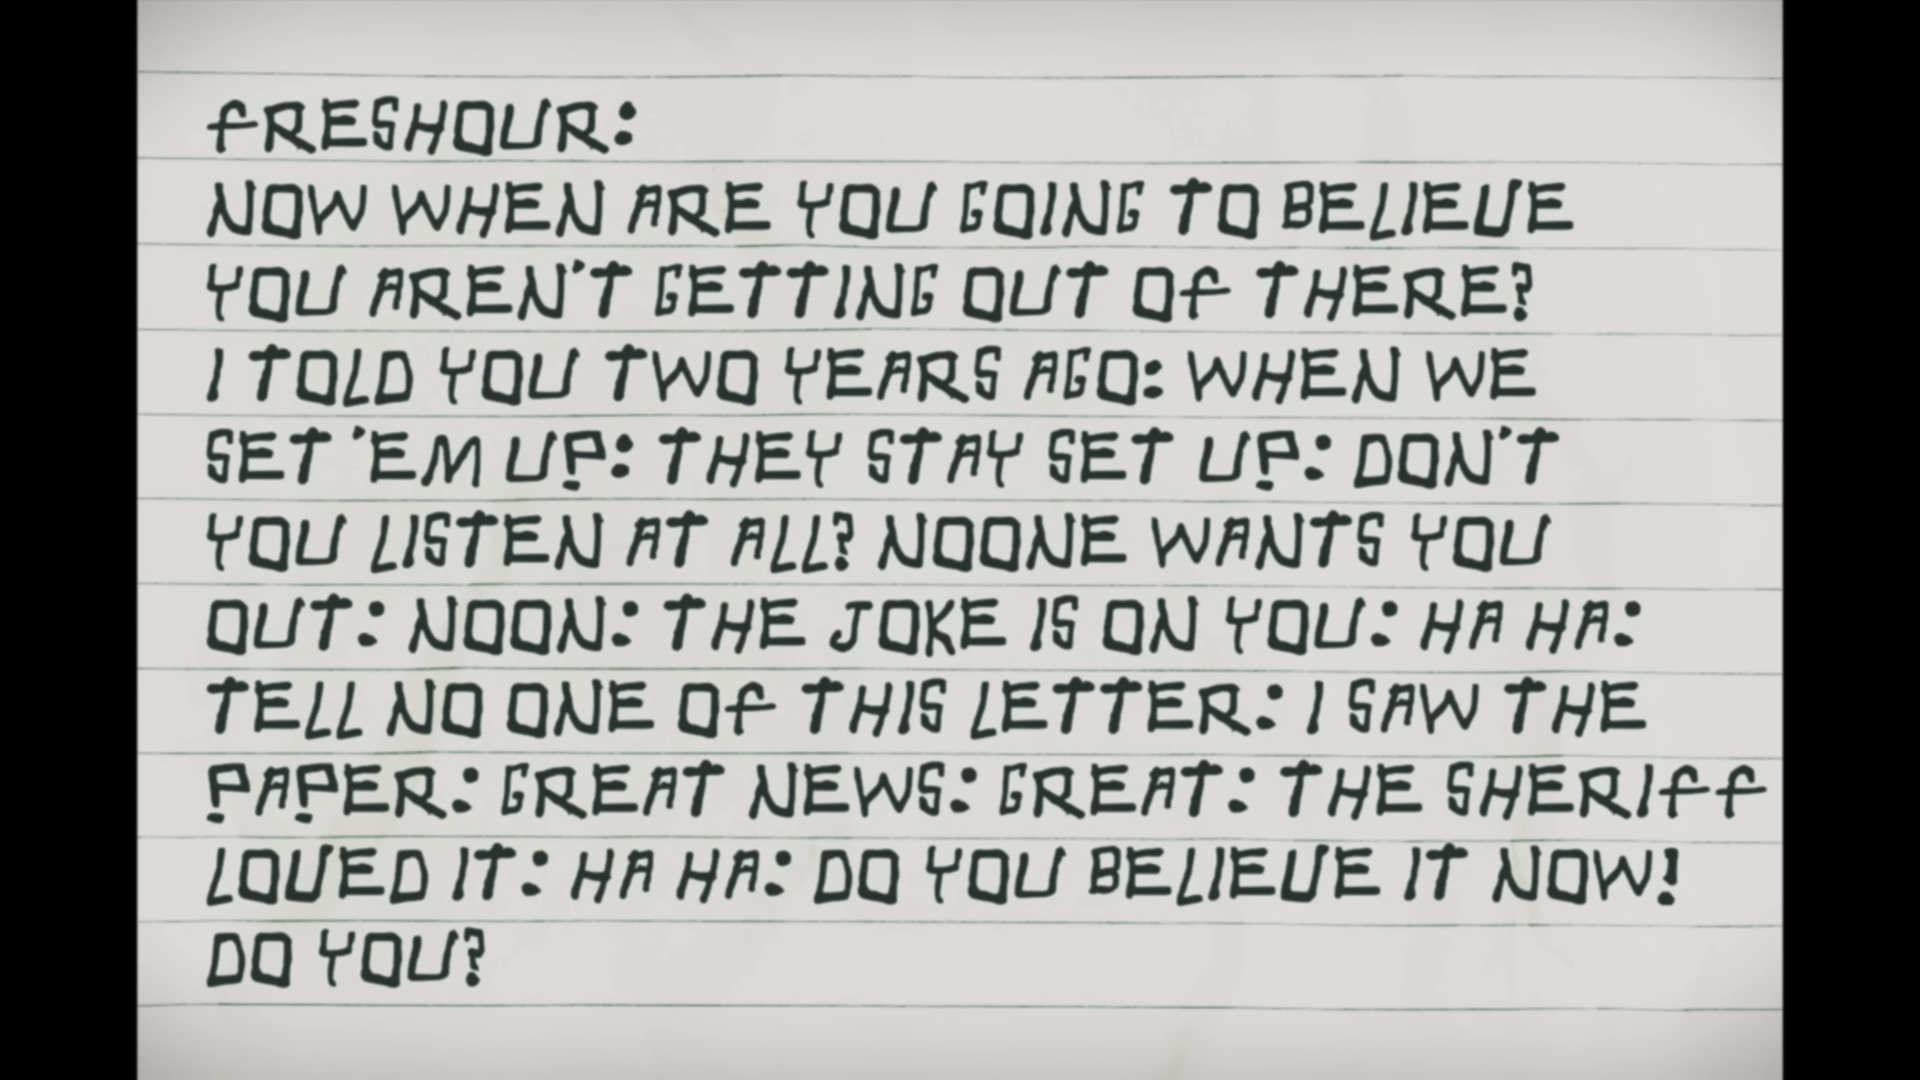 fRESHOUR:
NOW WHEN ARE YOU GOING TO BELIEUE
YOU AREN'T GETTING OUT Of THERE?
I TOLD YOU TWO YEARS AGO: WHEN WE
SET 'EM UP: THEY STAY SET UP: DON'T
YOU LISTEN AT ALL? NOONE WANTS YOU
OUT: NOON: THE JOKE IS ON YOU: HA HA:
TELL NO ONE Of THIS LETTER: I SAW THE
PAPER: GREAT NEWS: GREAT: THE SHERIff
LOUED IT: HA HA: DO YOU BELIEUE IT NOW!
DO YOU?